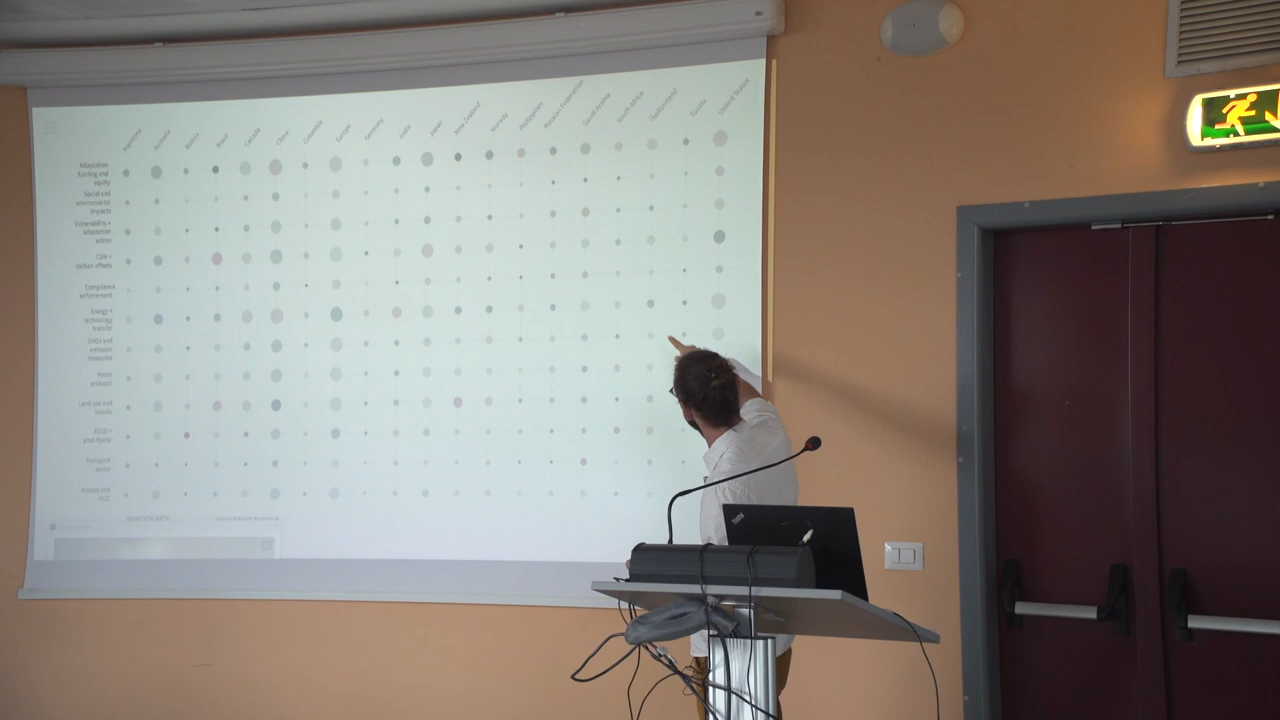 Argentina
Australia
Bolivia
Brazil
Canada
China
Colombia
Europe
Germany
India
Japan
New Zealand
Norway
Philippines
Russian Federation
Saudi Arabia
South Africa
Switzerland
Tuvalu
United States
Adaptation
funding and
equity
Social and
environmental
impacts
Vulnerability +
adaptation
action
CDM +
carbon offsets
Compliance
enforcement
Energy +
technology
transfer
GHGs and
emission
measures
Kyoto
protocol
Land use and
forests
REDD +
post-Kyoto
Transport
sector
ThinkPad